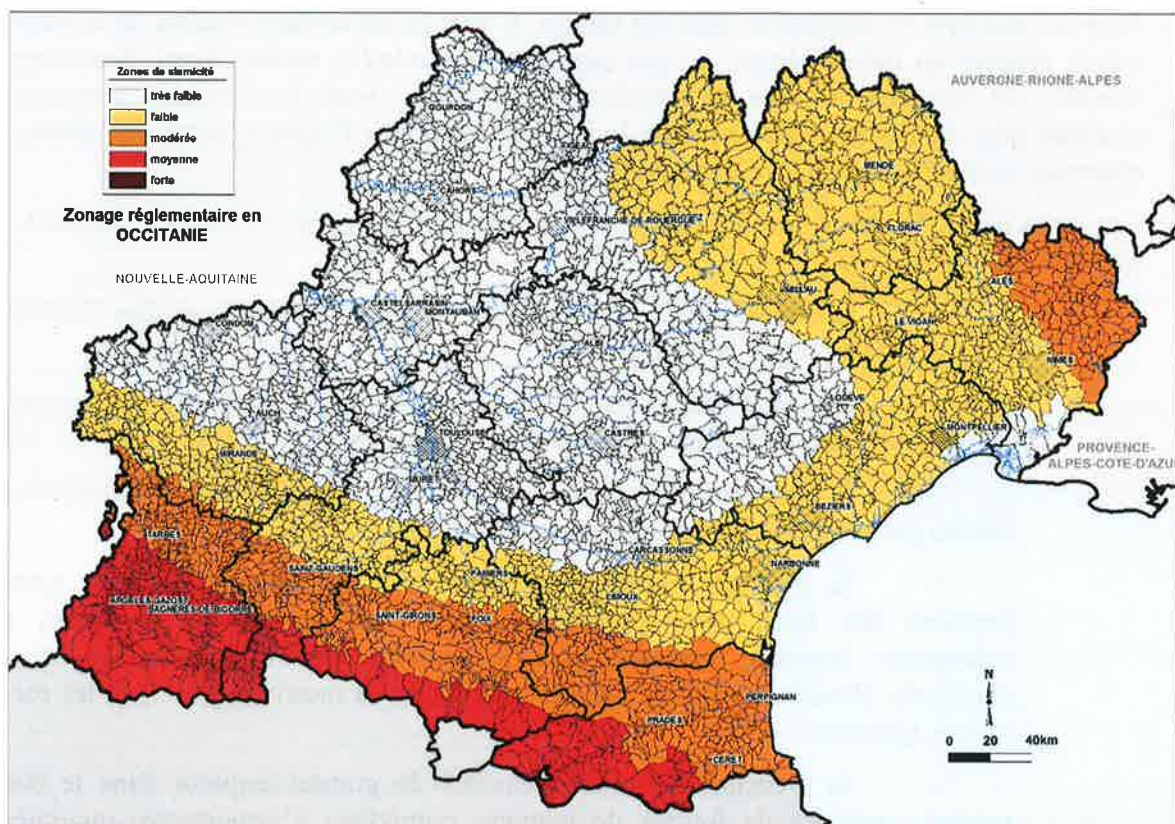 Zones de sismicité
très faible
faible
modérée
moyenne
forte
Zonage réglementaire en
OCCITANIE
NOUVELLE-AQUITAINE
AUVERGNE-RHONE-ALPES
PROVENCE-
ALPES-COTE-D'AZUR
GOURDON
FIGEAC
CAHORS
VILLEFRANCHE-DE-ROUERGUE
MENDE
FLORAC
MILLAU
ALES
LE VIGAN
NIMES
CASTELSARRASIN
MONTAUBAN
CONDOM
ALBI
LODEVE
MONTPELLIER
AUCH
TOULOUSE
CASTRES
MIRANDE
MURET
BEZIERS
TARBES
SAINT-GAUDENS
PAMIERS
CARCASSONNE
NARBONNE
LIMOUX
ARGELES-GAZOST
BAGNERES-DE-BIGORRE
SAINT-GIRONS
FOIX
PERPIGNAN
PRADES
CERET
N
0 20 40km